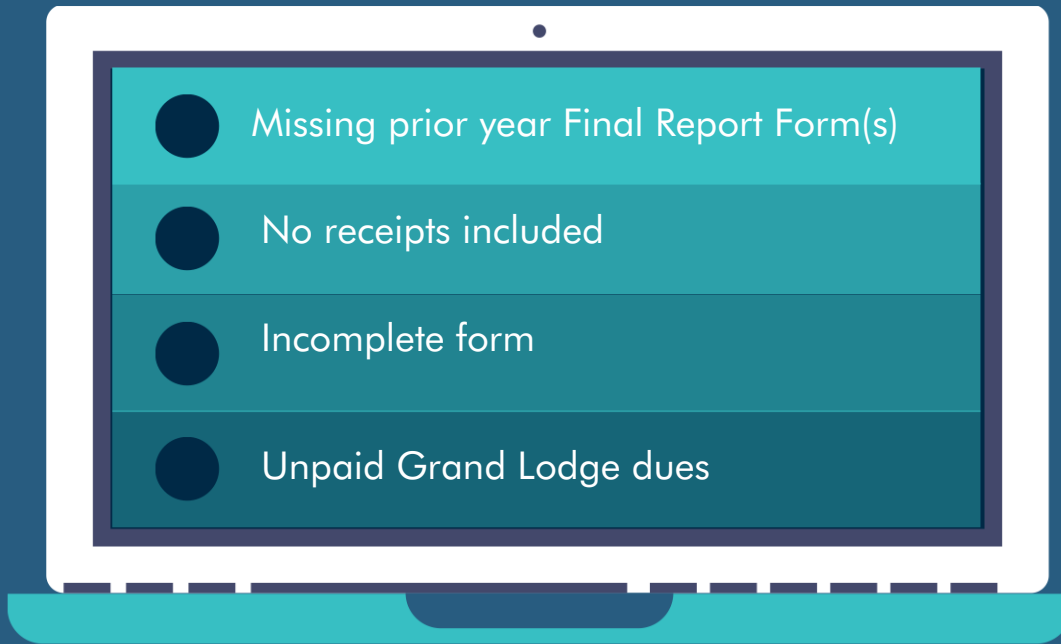 Missing prior year Final Report Form(s)
No receipts included
Incomplete form
Unpaid Grand Lodge dues